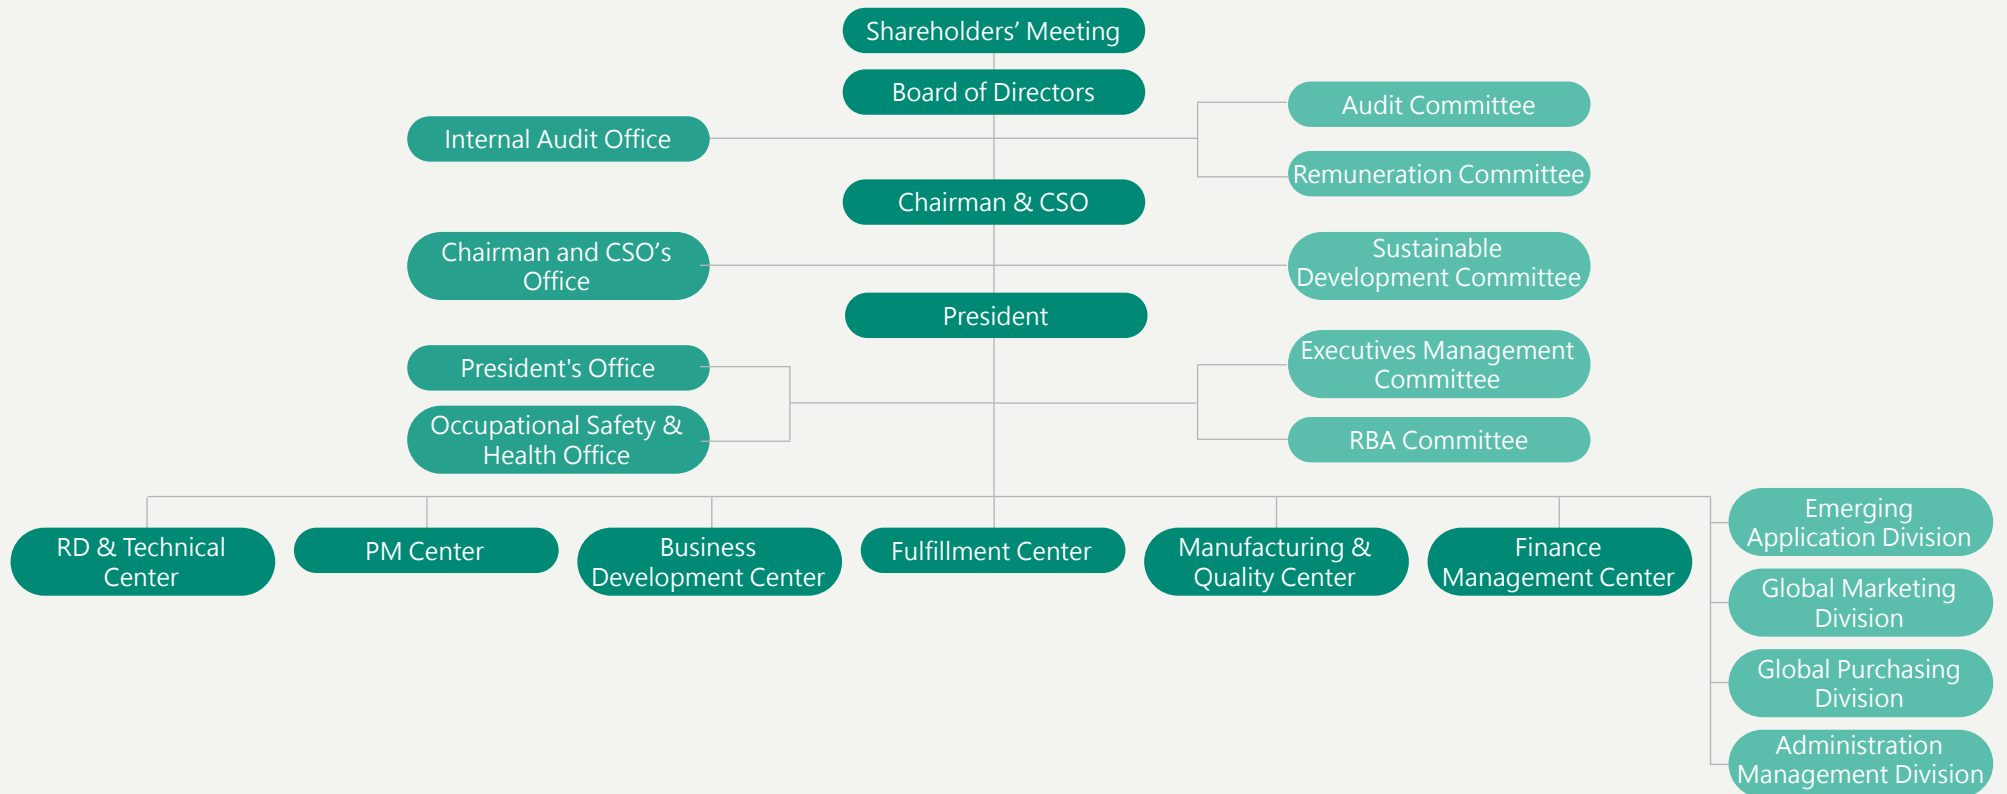 Shareholders’ Meeting
Board of Directors
Audit Committee
Internal Audit Office
Remuneration Committee
Chairman & CSO
Chairman and CSO’s
Office
Sustainable
Development Committee
President
Executives Management
Committee
President's Office
Occupational Safety &
Health Office
RBA Committee
RD & Technical
Center
PM Center
Business
Development Center
Fulfillment Center
Manufacturing &
Quality Center
Finance
Management Center
Emerging
Application Division
Global Marketing
Division
Global Purchasing
Division
Administration
Management Division